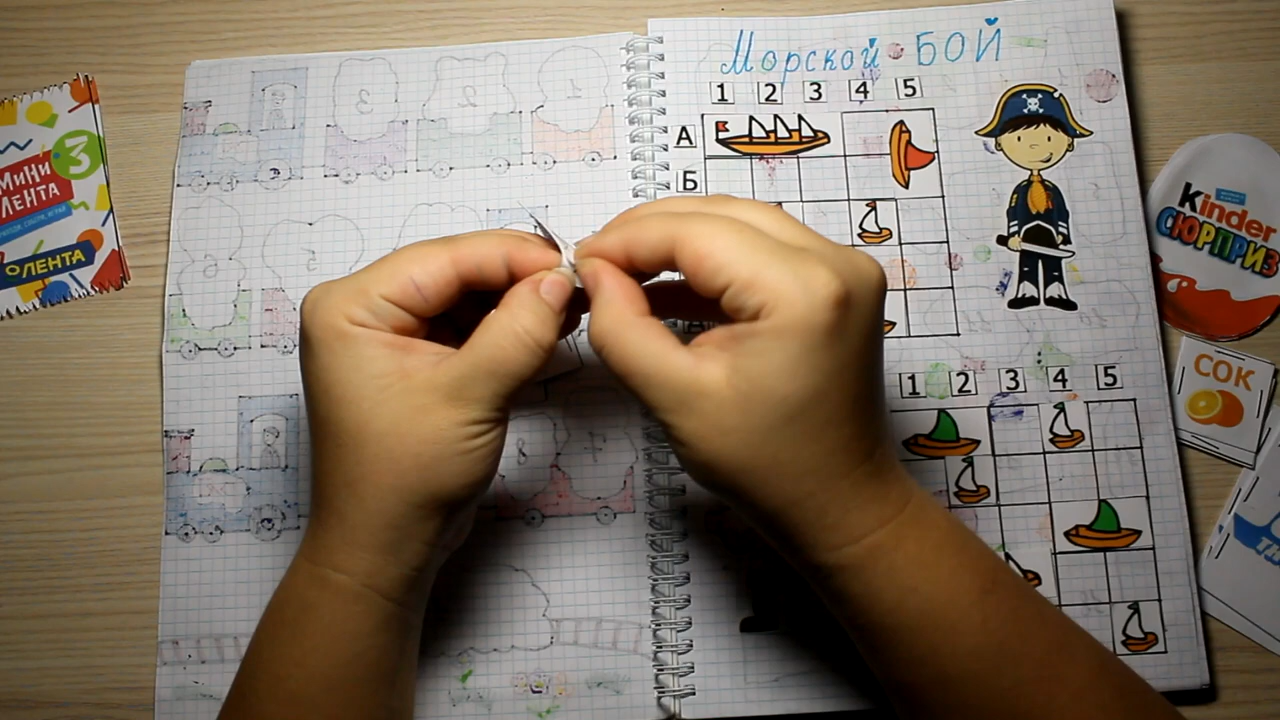 Морской БОЙ
1 2 3 4 5
А
Б
1 2 3 4 5
МИНИ
ЛЕНТА
3
ЛЕНТА
Kinder
СЮРПРИЗ
СОК